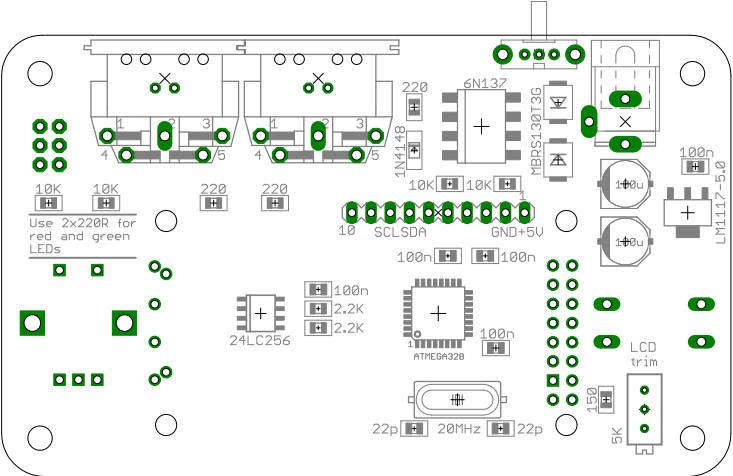 220
6N137
MBRS130T3G
1
2
3
1
2
3
4
5
4
5
1N4148
100n
10K
10K
220
220
10K
10K
100u
LM1117-5.0
1
10
SCLSDA
GND+5V
Use 2x220R for
red and green
LEDs
100u
100n
100n
100n
2.2K
2.2K
24LC256
1
ATMEGA328
100n
LCD
trim
150
5K
22p
20MHz
22p